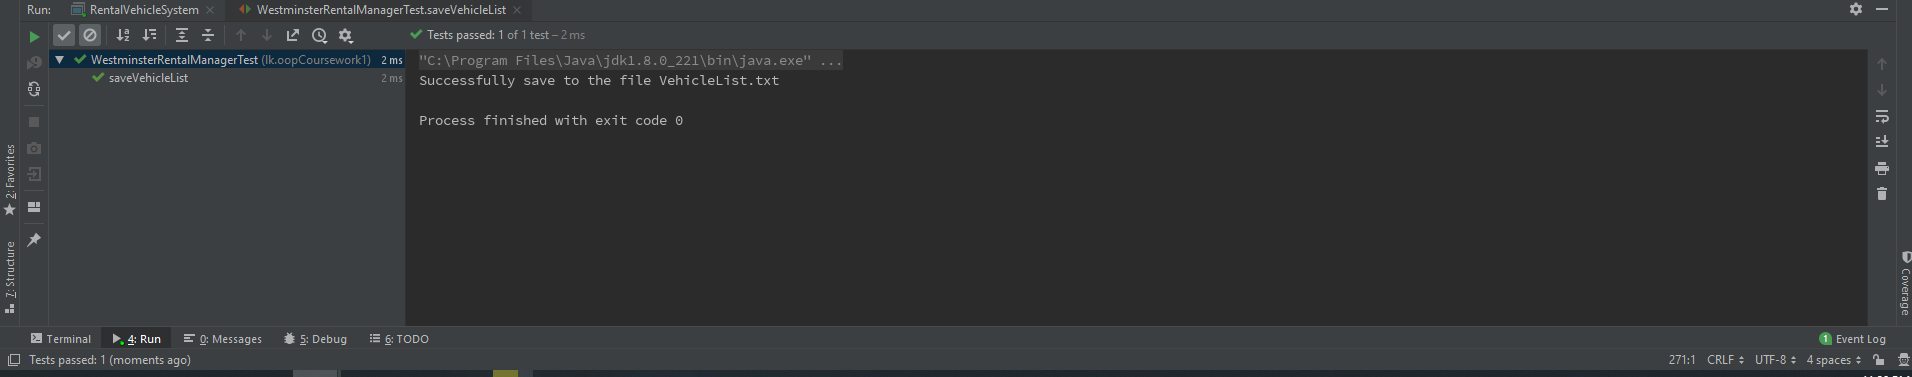 Run: RentalVehicleSystem WestminsterRentalManagerTest.saveVehicleList
Tests passed: 1 of 1 test – 2 ms
WestminsterRentalManagerTest (lk.oopCoursework1) 2 ms
saveVehicleList 2 ms
"C:\Program Files\Java\jdk1.8.0_221\bin\java.exe" ...
Successfully save to the file VehicleList.txt
Process finished with exit code 0
2: Favorites
7: Structure
Coverage
Terminal 4: Run 0: Messages 5: Debug 6: TODO 1 Event Log
Tests passed: 1 (moments ago) 271:1 CRLF UTF-8 4 spaces